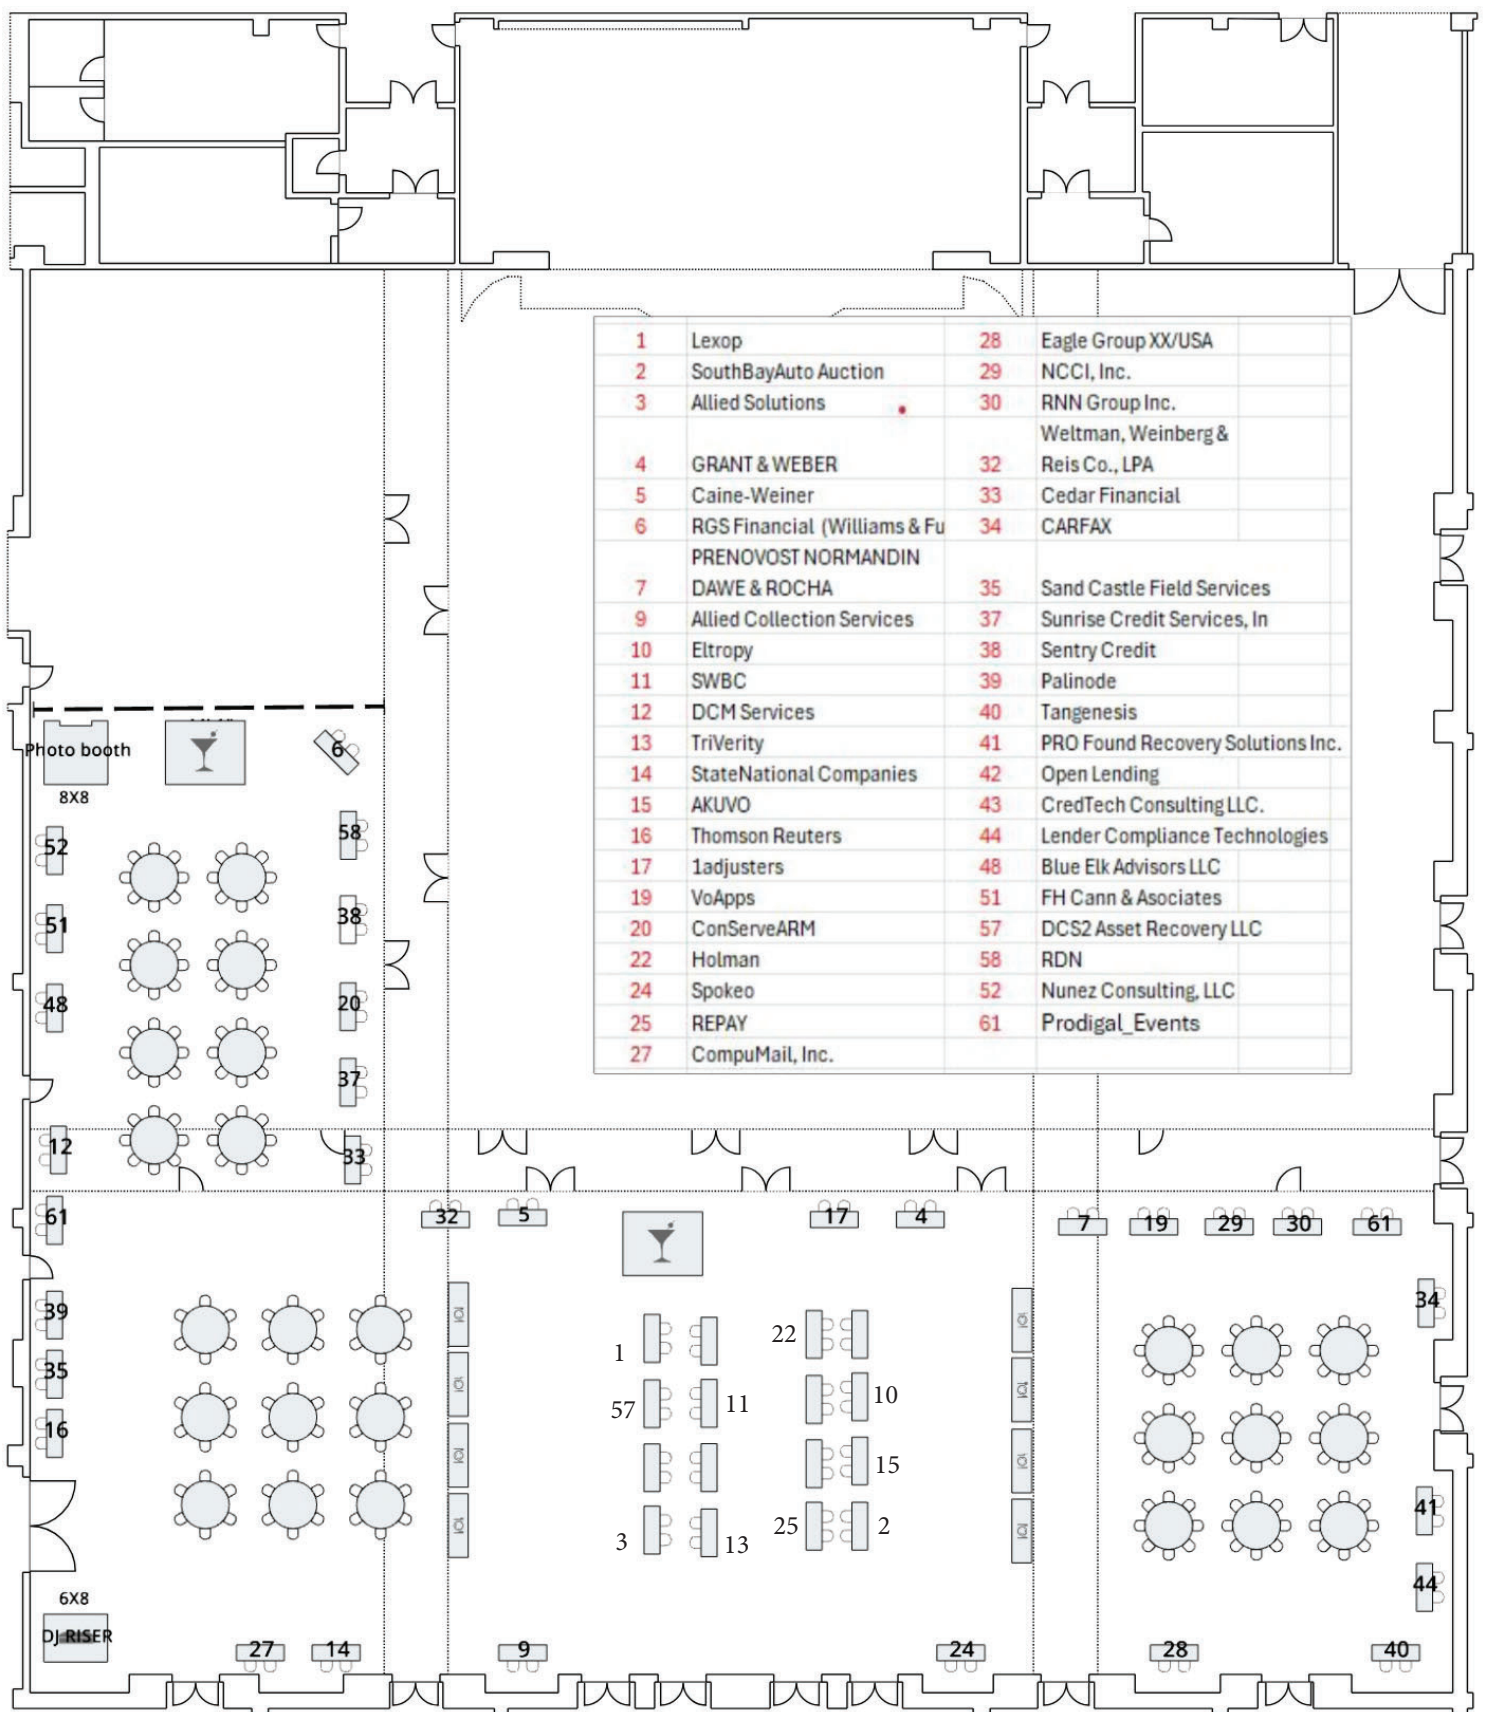 1 Lexop 28 Eagle Group XX/USA
2 SouthBayAuto Auction 29 NCCI, Inc.
3 Allied Solutions 30 RNN Group Inc.
Weltman, Weinberg &
4 GRANT & WEBER 32 Reis Co., LPA
5 Caine-Weiner 33 Cedar Financial
6 RGS Financial (Williams & Fu 34 CARFAX
PRENOVOST NORMANDIN
7 DAWE & ROCHA 35 Sand Castle Field Services
9 Allied Collection Services 37 Sunrise Credit Services, In
10 Eltropy 38 Sentry Credit
11 SWBC 39 Palinode
12 DCM Services 40 Tangenesis
13 TriVerity 41 PRO Found Recovery Solutions Inc.
14 StateNational Companies 42 Open Lending
15 AKUVO 43 CredTech Consulting LLC.
16 Thomson Reuters 44 Lender Compliance Technologies
17 1adjusters 48 Blue Elk Advisors LLC
19 VoApps 51 FH Cann & Asociates
20 ConServeARM 57 DCS2 Asset Recovery LLC
22 Holman 58 RDN
24 Spokeo 52 Nunez Consulting, LLC
25 REPAY 61 Prodigal_Events
27 CompuMail, Inc.
Photo booth
6
8X8
58
52
38
51
20
48
37
12
33
61
32 5 17 4 7 19 29 30 61
39
34
1
22
35
57
11
10
16
15
41
3
13
25
2
44
6X8
DJ RISER
27 14 9 24 28 40